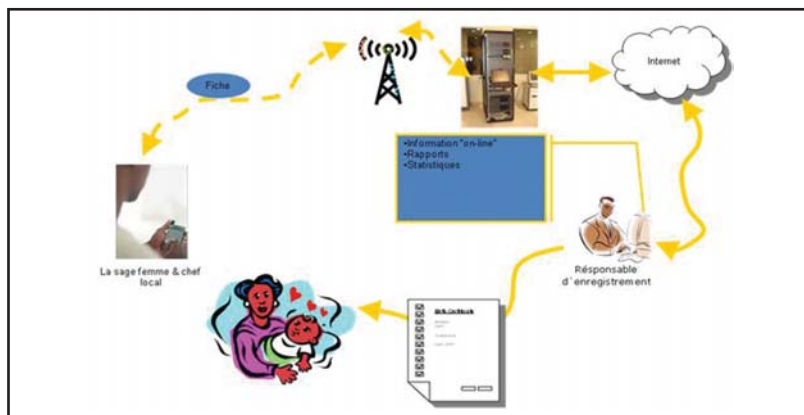 Fiche
Internet
•Information "on-line"
•Rapports
•Statistiques
La sage femme & chef
local
Résponsable
d´enregistrement